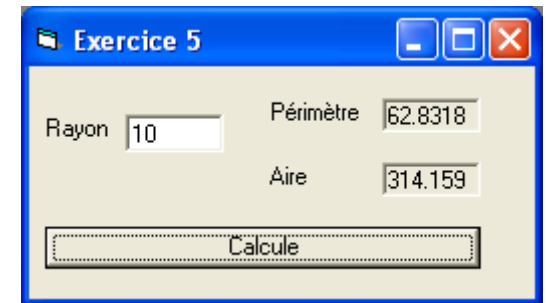 Exercice 5
Rayon 10
Périmètre 62.8318
Aire 314.159
Calcule